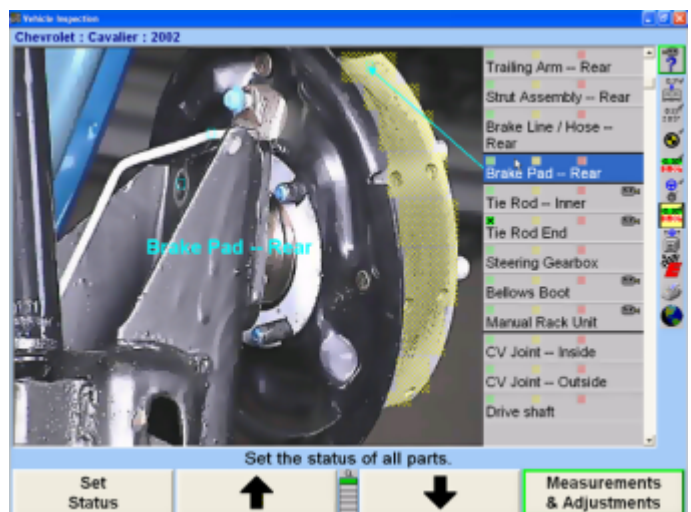 Vehicle Inspection
Chevrolet : Cavalier : 2002
Trailing Arm -- Rear
Strut Assembly -- Rear
Brake Line / Hose --
Rear
Brake Pad -- Rear
Tie Rod -- Inner
Tie Rod End
Steering Gearbox
Bellows Boot
Manual Rack Unit
CV Joint -- Inside
CV Joint -- Outside
Drive shaft
Brake Pad -- Rear
Set the status of all parts.
Set
Status
Measurements
& Adjustments